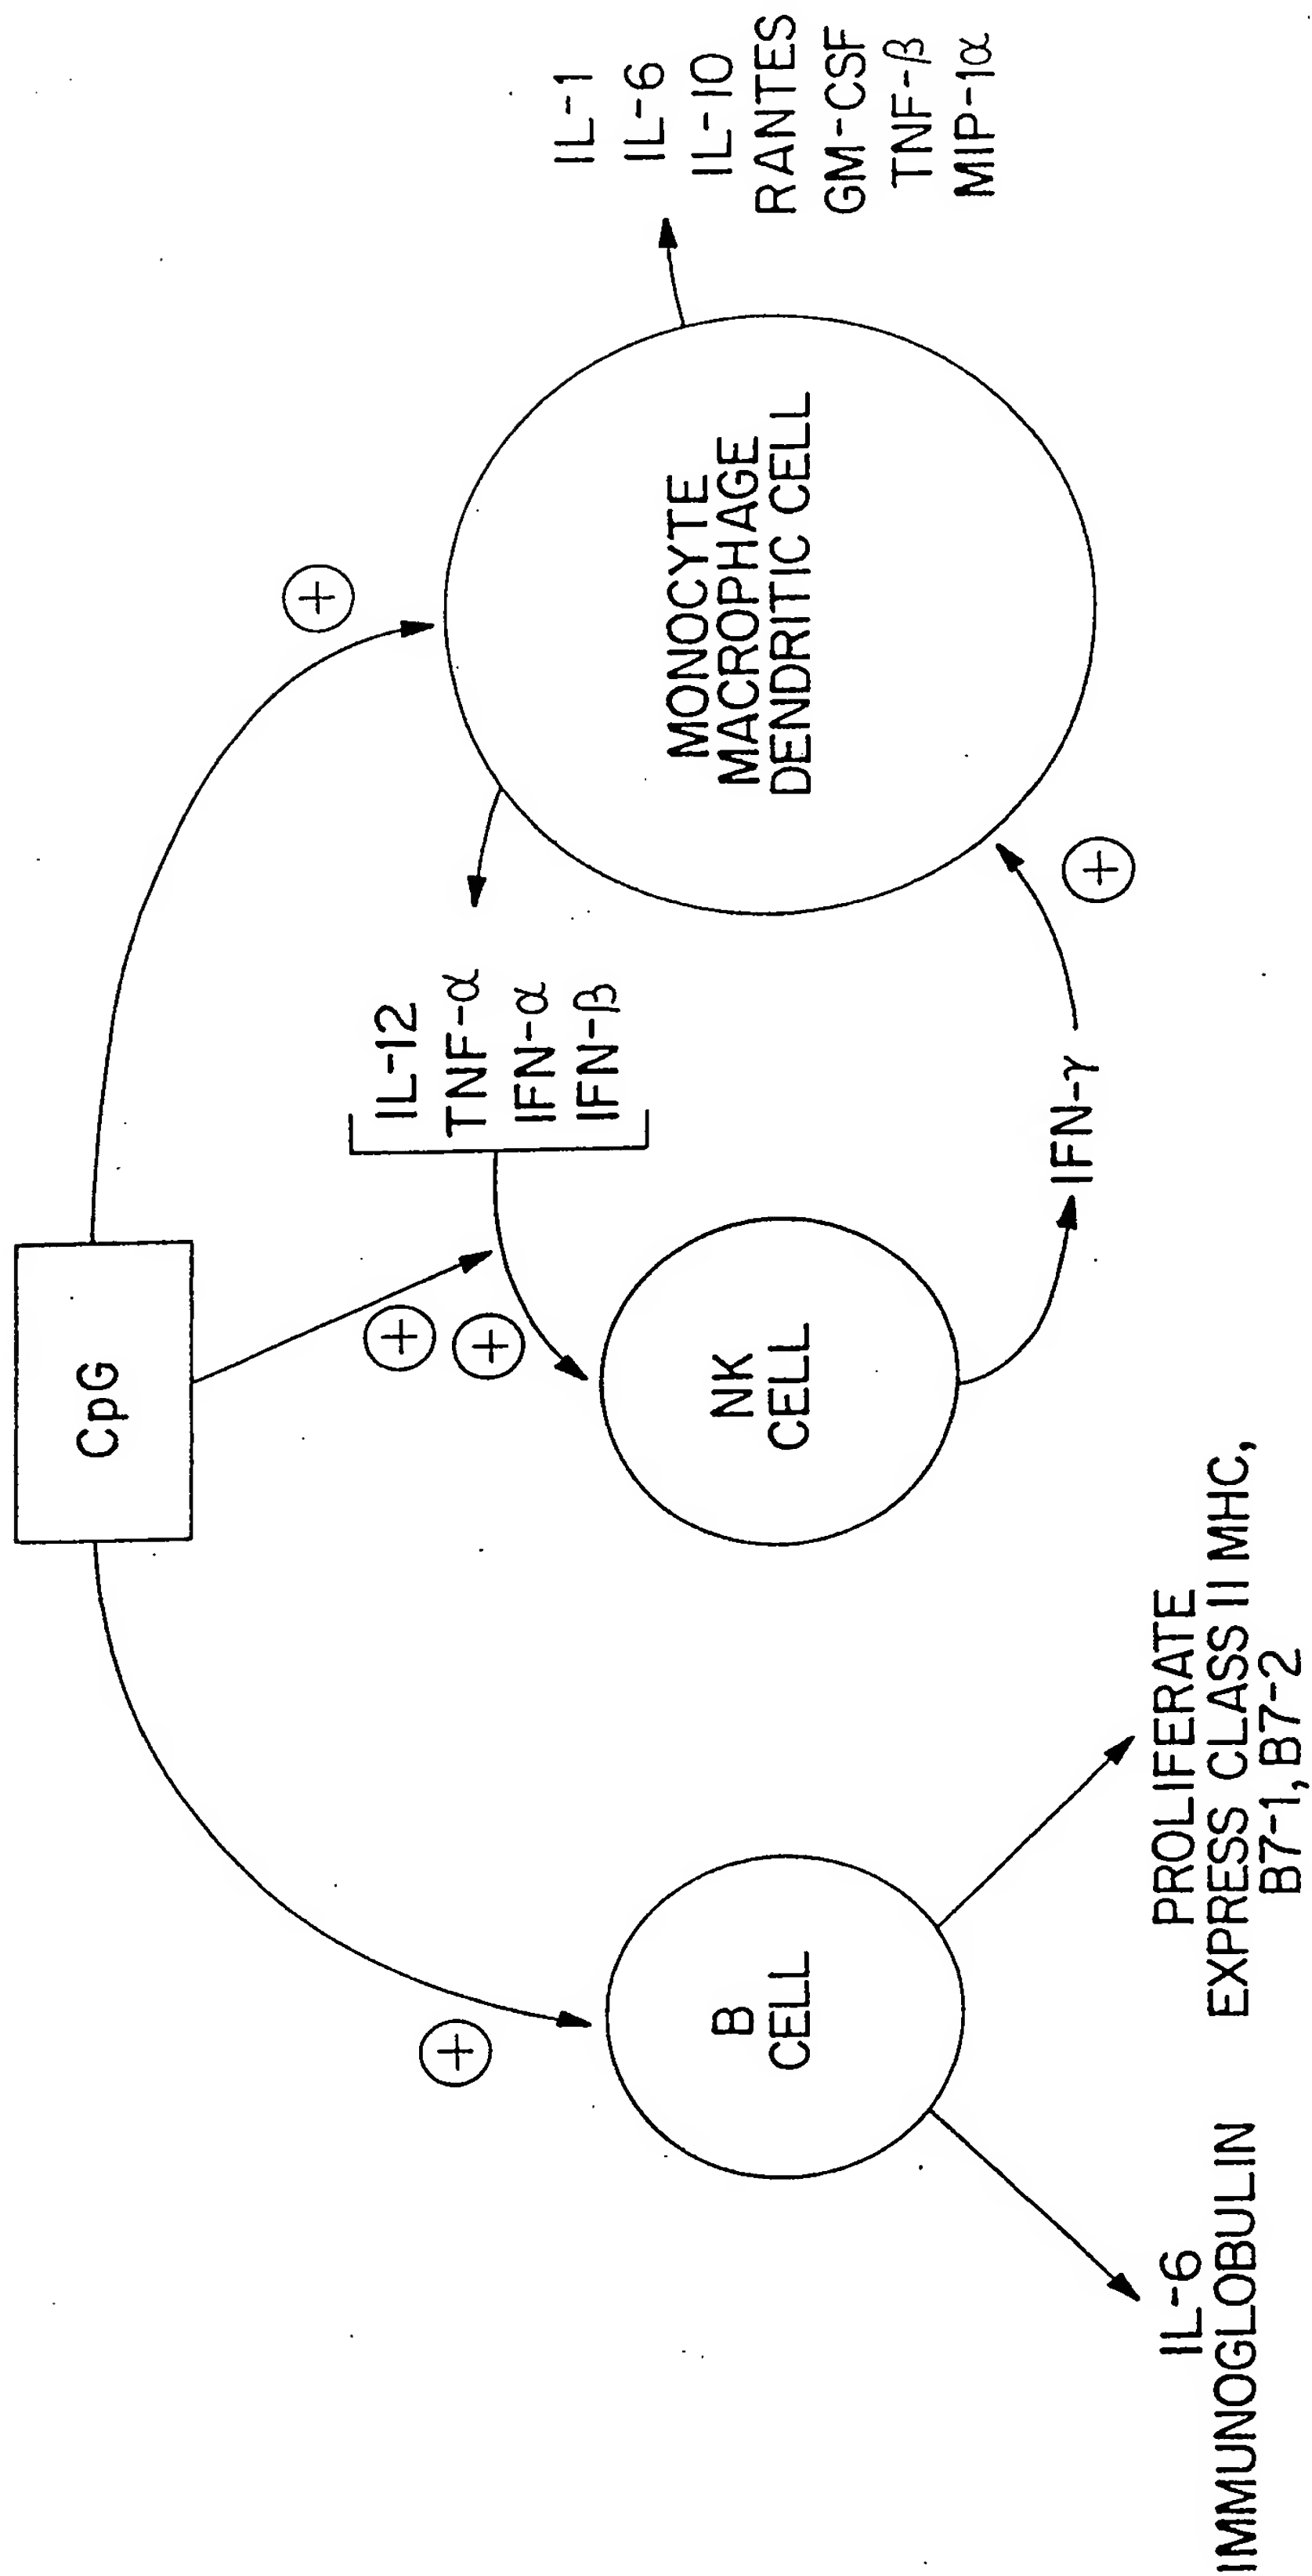 CpG
+
+
+
+
IL-12
TNF-α
IFN-α
IFN-β
IL-1
IL-6
IL-10
RANTES
GM-CSF
TNF-β
MIP-1α
B
CELL
NK
CELL
MONOCYTE
MACROPHAGE
DENDRITIC CELL
+
IFN-γ
IL-6
IMMUNOGLOBULIN
PROLIFERATE
EXPRESS CLASS II MHC,
B7-1, B7-2